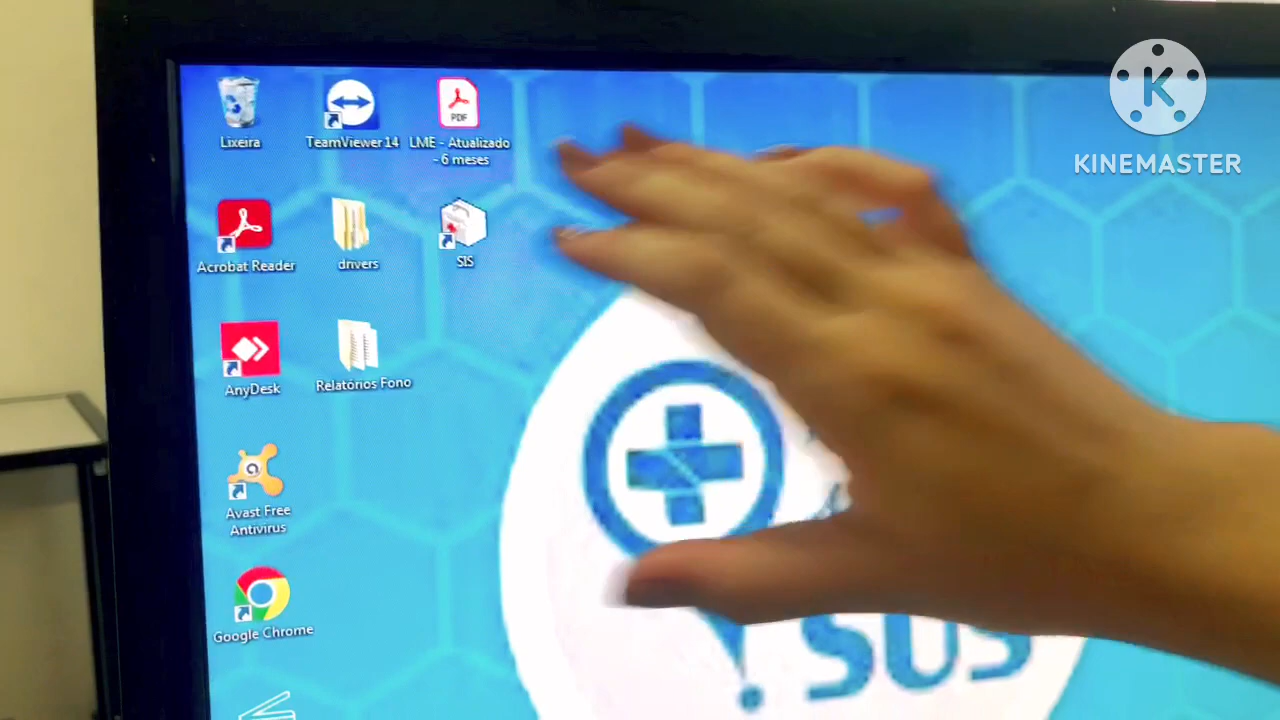 KINEMASTER
Lixeira
TeamViewer 14
LME - Atualizado
- 6 meses
PDF
Acrobat Reader
drivers
SIS
AnyDesk
Relatórios Fono
Avast Free
Antivirus
Google Chrome
SUS